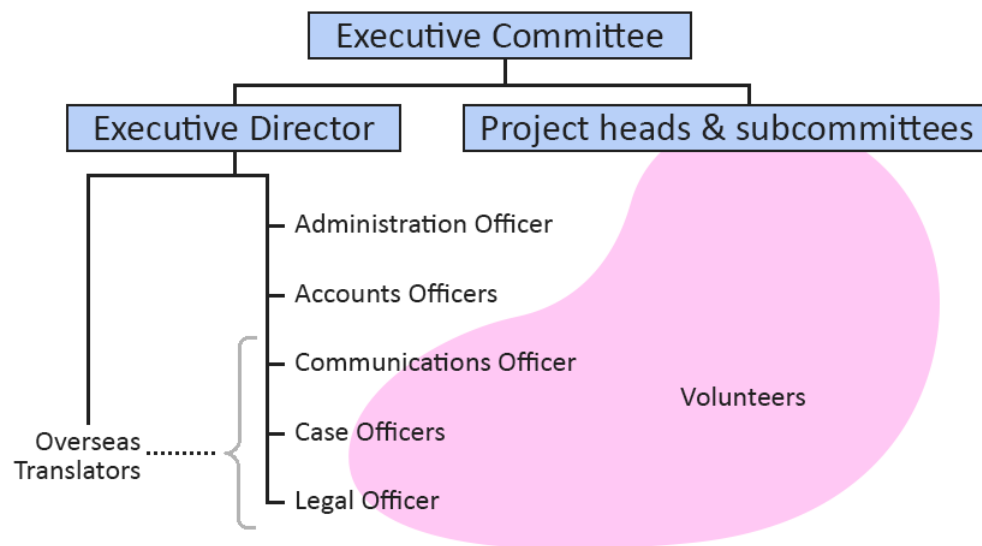 Executive Committee
Executive Director
Project heads & subcommittees
Administration Officer
Accounts Officers
Communications Officer
Volunteers
Case Officers
Overseas
Translators
Legal Officer